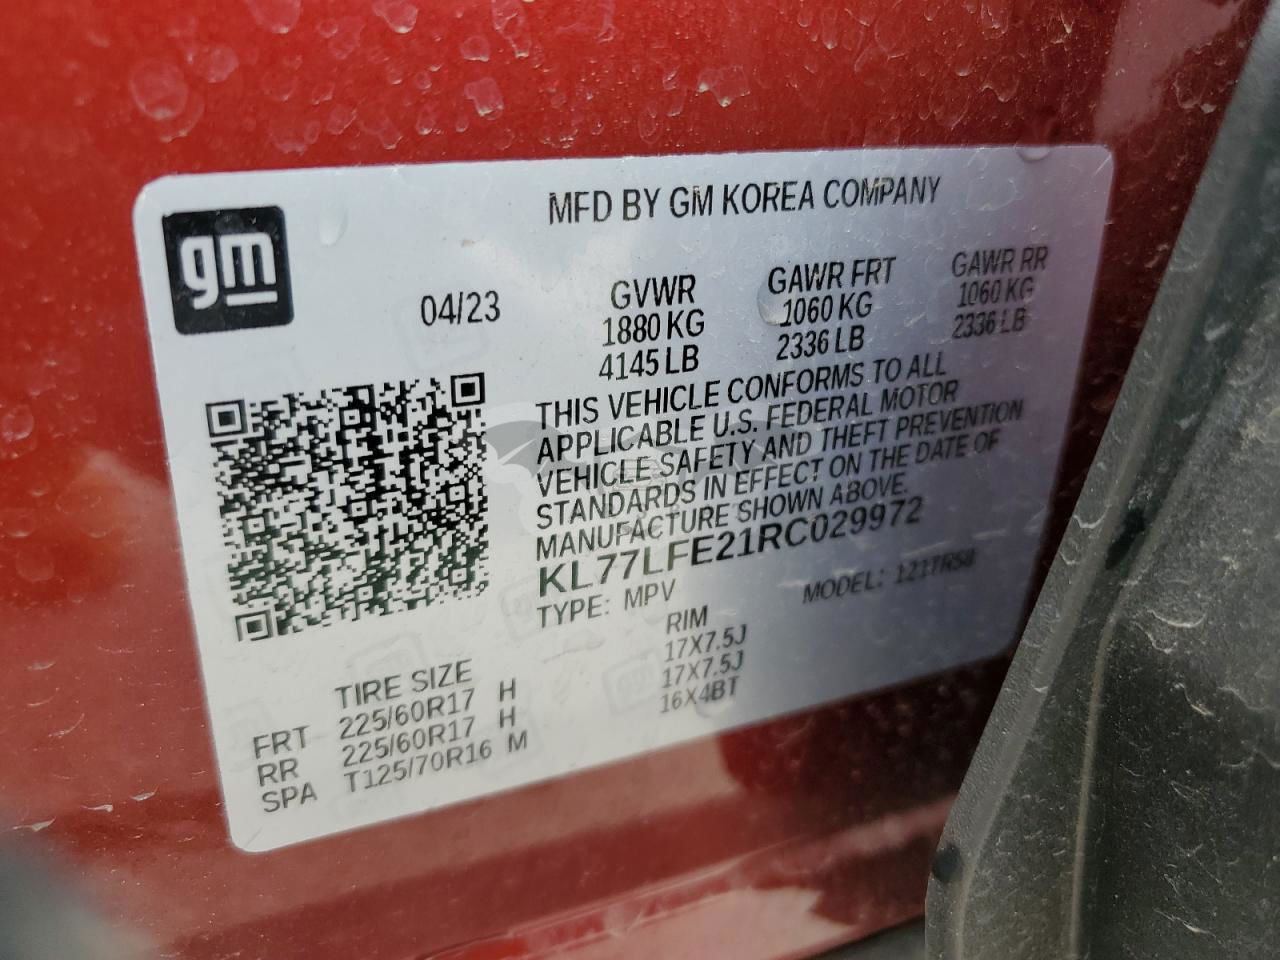 gm
MFD BY GM KOREA COMPANY
04/23
GVWR GAWR FRT GAWR RR
1880 KG 1060 KG 1060 KG
4145 LB 2336 LB 2336 LB
THIS VEHICLE CONFORMS TO ALL
APPLICABLE U.S. FEDERAL MOTOR
VEHICLE SAFETY AND THEFT PREVENTION
STANDARDS IN EFFECT ON THE DATE OF
MANUFACTURE SHOWN ABOVE.
KL77LFE21RC029972
TYPE: MPV MODEL: 121TR58
TIRE SIZE RIM
FRT 225/60R17 H 17X7.5J
RR 225/60R17 H 17X7.5J
SPA T125/70R16 M 16X4BT